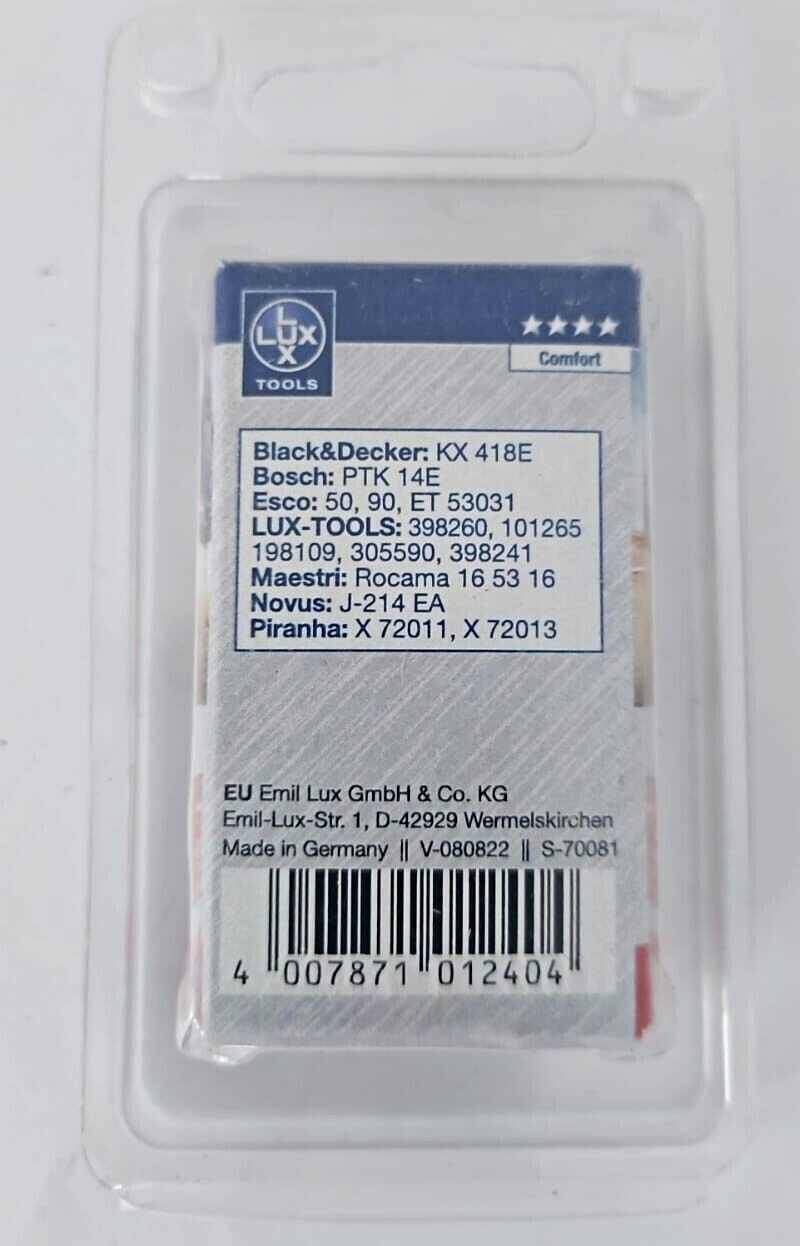 L
LUX
X
TOOLS
Comfort
Black&Decker: KX 418E
Bosch: PTK 14E
Esco: 50, 90, ET 53031
LUX-TOOLS: 398260, 101265
198109, 305590, 398241
Maestri: Rocama 16 53 16
Novus: J-214 EA
Piranha: X 72011, X 72013
EU Emil Lux GmbH & Co. KG
Emil-Lux-Str. 1, D-42929 Wermelskirchen
Made in Germany || V-080822 || S-70081
4 007871 012404